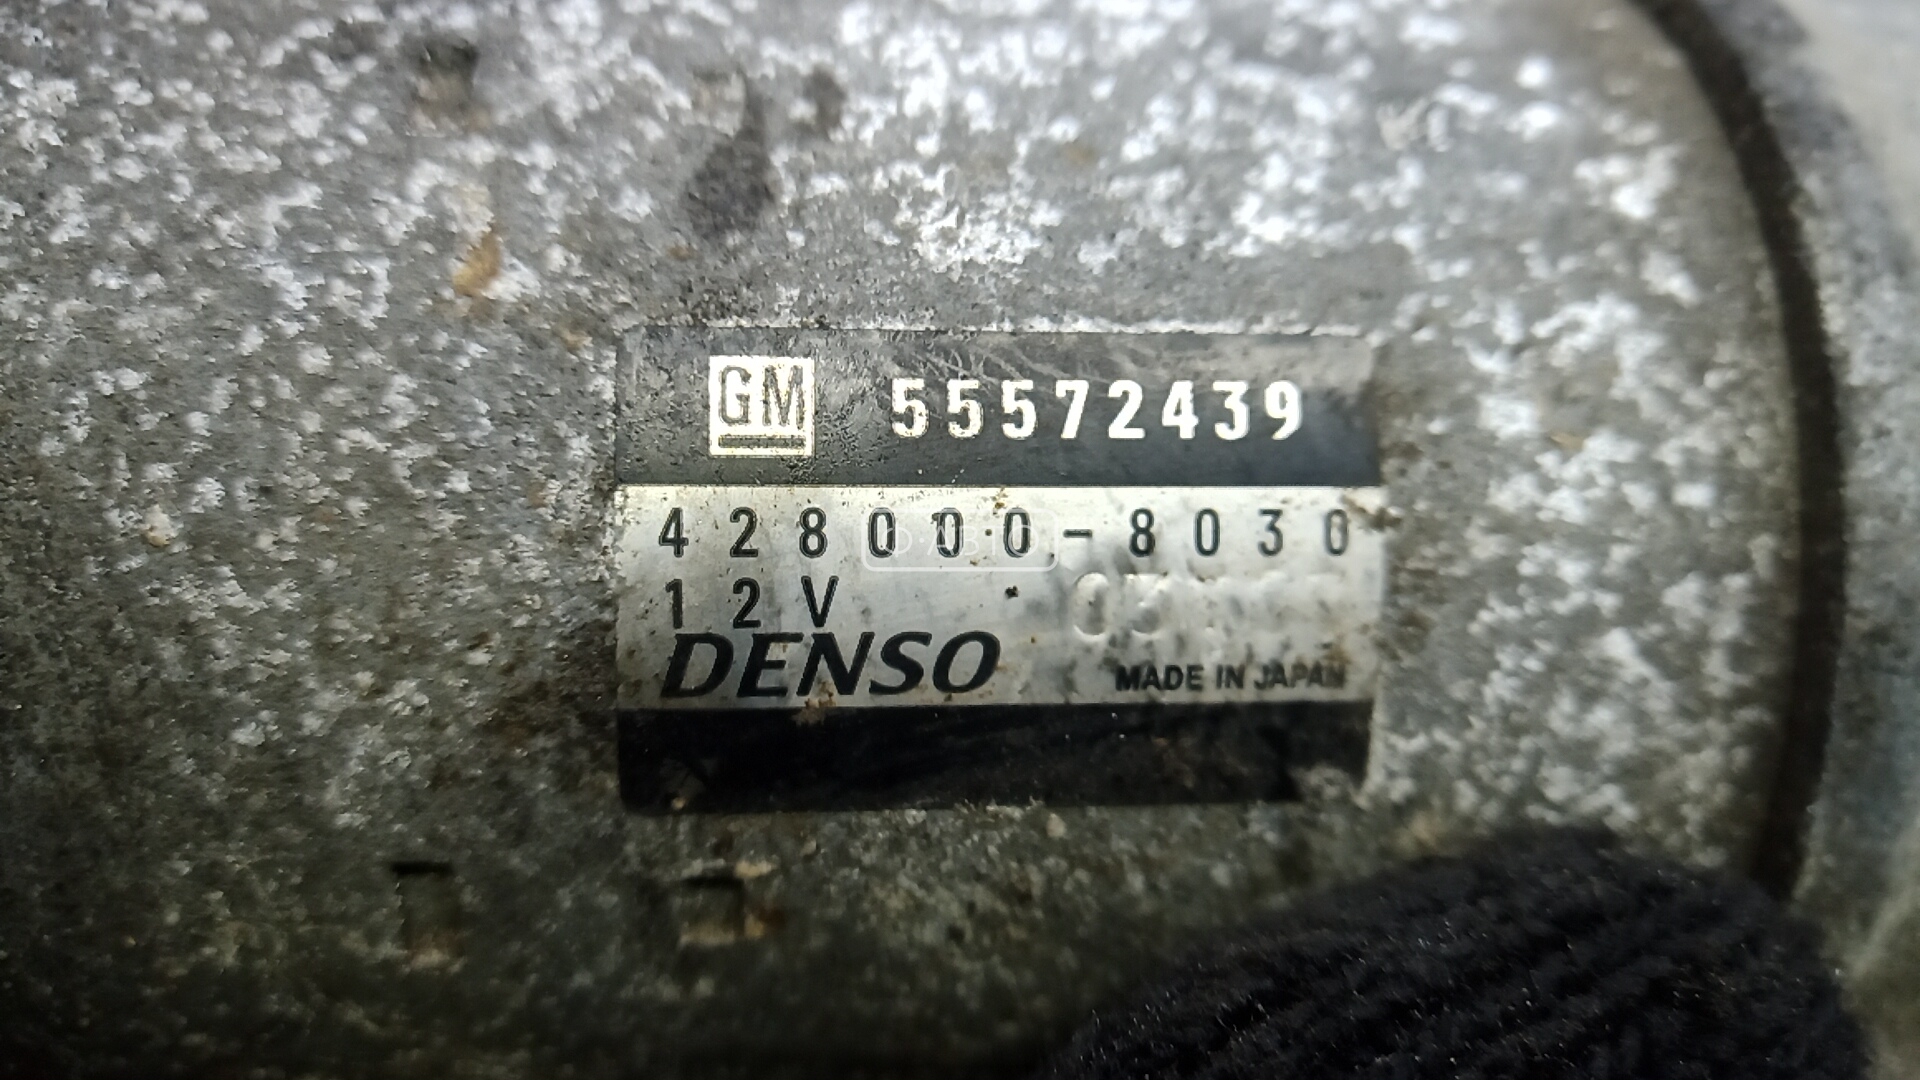 GM 55572439
428000-8030
12V
DENSO MADE IN JAPAN